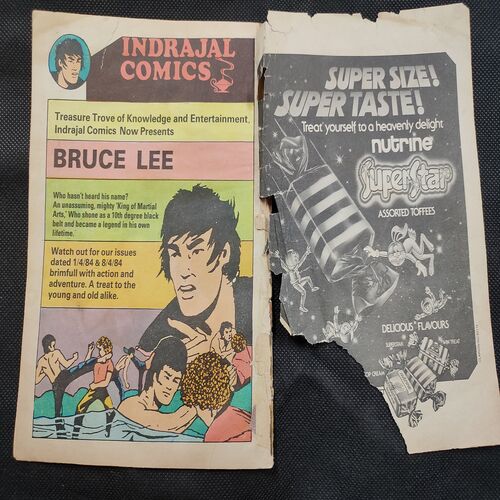 INDRAJAL
COMICS
Treasure Trove of Knowledge and Entertainment,
Indrajal Comics Now Presents
BRUCE LEE
Who hasn't heard his name?
An unassuming, mighty 'King of Martial
Arts,' Who shone as a 10th degree black
belt and became a legend in his own
lifetime.
Watch out for our issues
dated 1/4/84 & 8/4/84
brimfull with action and
adventure. A treat to the
young and old alike.
SUPER SIZE!
SUPER TASTE!
Treat yourself to a heavenly delight
nutrine
SuperStar
ASSORTED TOFFEES
DELICIOUS FLAVOURS